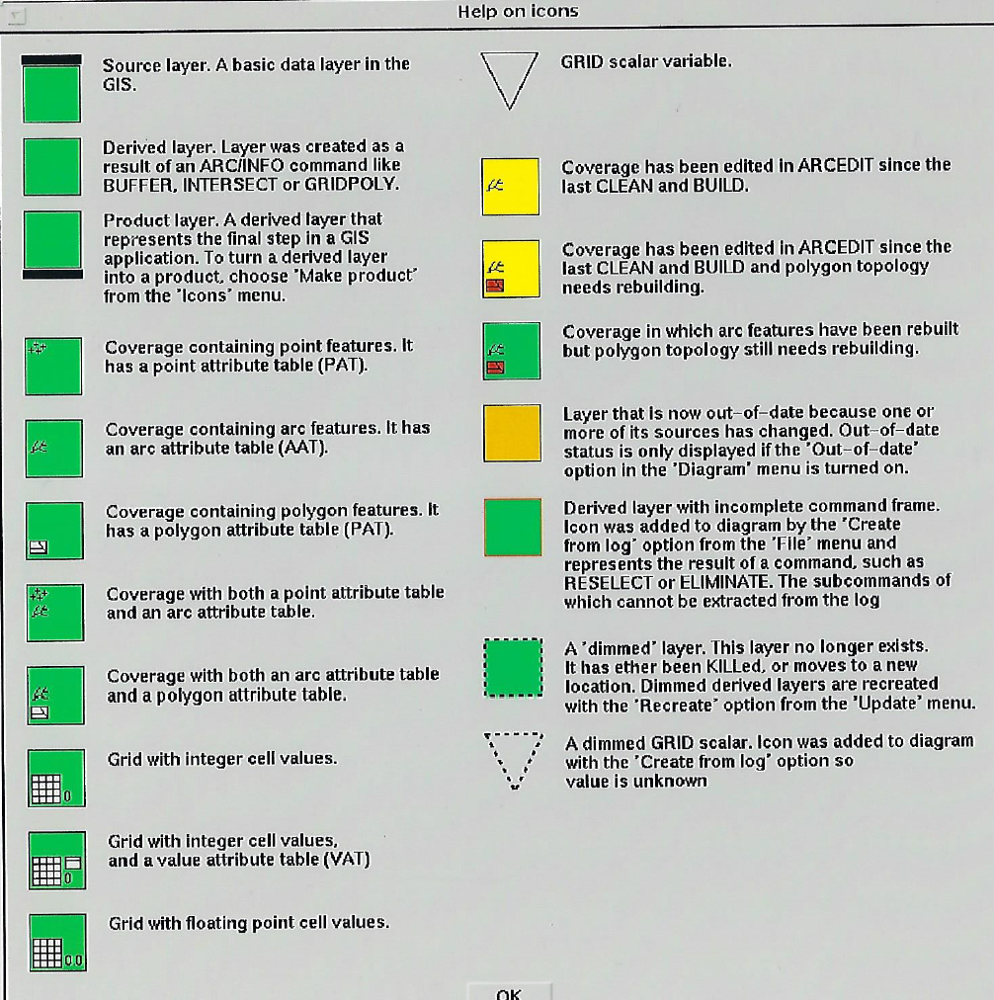 Help on icons
Source layer. A basic data layer in the
GIS.
Derived layer. Layer was created as a
result of an ARC/INFO command like
BUFFER, INTERSECT or GRIDPOLY.
Product layer. A derived layer that
represents the final step in a GIS
application. To turn a derived layer
into a product, choose 'Make product'
from the 'Icons' menu.
Coverage containing point features. It
has a point attribute table (PAT).
Coverage containing arc features. It has
an arc attribute table (AAT).
Coverage containing polygon features. It
has a polygon attribute table (PAT).
Coverage with both a point attribute table
and an arc attribute table.
Coverage with both an arc attribute table
and a polygon attribute table.
0
Grid with integer cell values.
0
Grid with integer cell values,
and a value attribute table (VAT)
0.0
Grid with floating point cell values.
GRID scalar variable.
Coverage has been edited in ARCEDIT since the
last CLEAN and BUILD.
Coverage has been edited in ARCEDIT since the
last CLEAN and BUILD and polygon topology
needs rebuilding.
Coverage in which arc features have been rebuilt
but polygon topology still needs rebuilding.
Layer that is now out-of-date because one or
more of its sources has changed. Out-of-date
status is only displayed if the 'Out-of-date'
option in the 'Diagram' menu is turned on.
Derived layer with incomplete command frame.
Icon was added to diagram by the 'Create
from log' option from the 'File' menu and
represents the result of a command, such as
RESELECT or ELIMINATE. The subcommands of
which cannot be extracted from the log
A 'dimmed' layer. This layer no longer exists.
It has ether been KILLed, or moves to a new
location. Dimmed derived layers are recreated
with the 'Recreate' option from the 'Update' menu.
A dimmed GRID scalar. Icon was added to diagram
with the 'Create from log' option so
value is unknown
OK